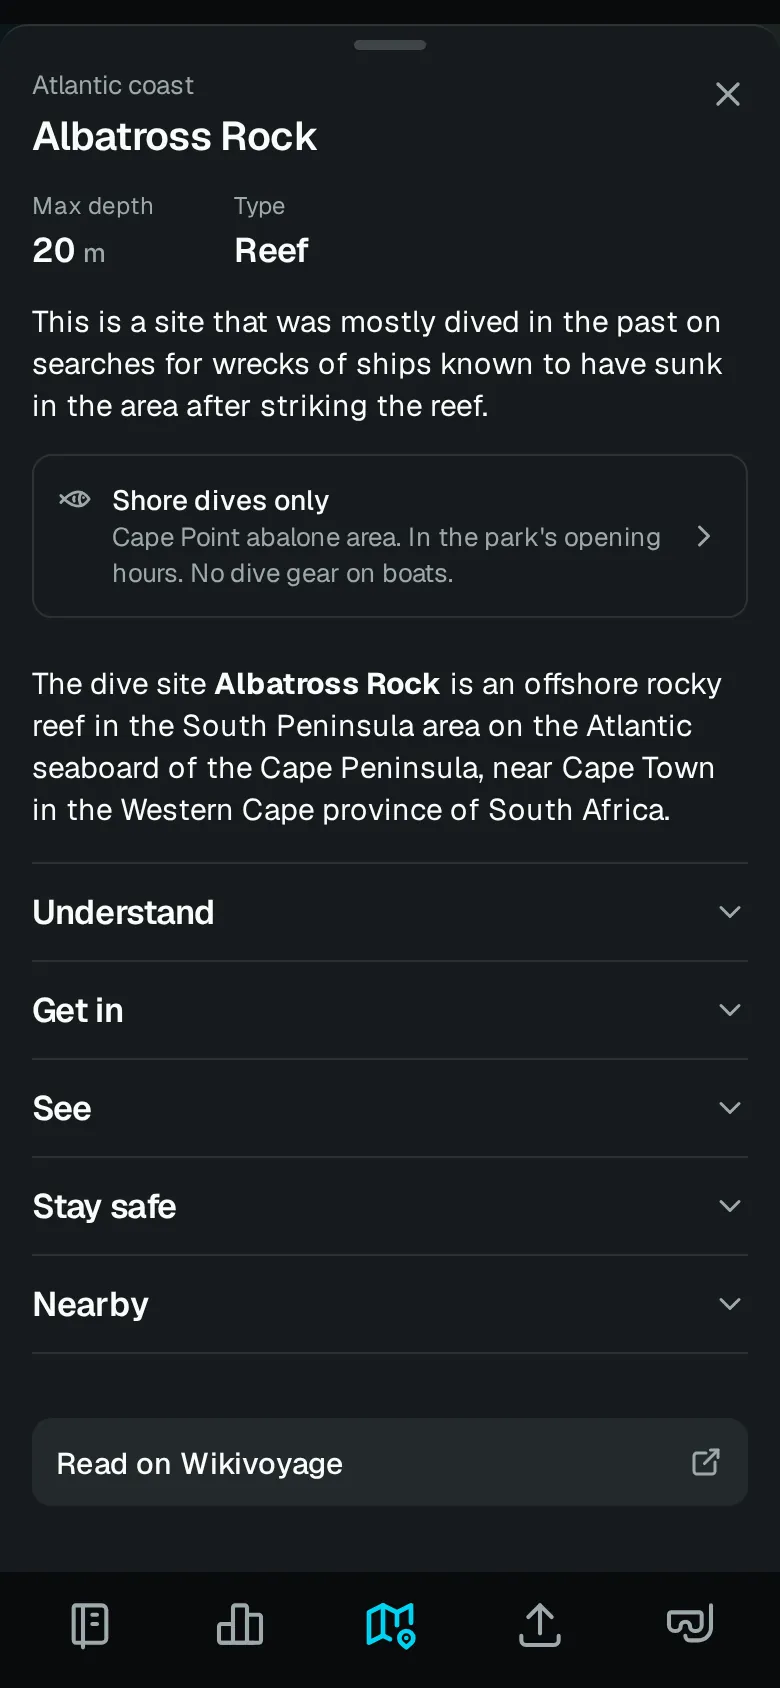 Atlantic coast
Albatross Rock
Max depth
Type
20 m
Reef
This is a site that was mostly dived in the past on
searches for wrecks of ships known to have sunk
in the area after striking the reef.
Shore dives only
Cape Point abalone area. In the park's opening
hours. No dive gear on boats.
The dive site Albatross Rock is an offshore rocky
reef in the South Peninsula area on the Atlantic
seaboard of the Cape Peninsula, near Cape Town
in the Western Cape province of South Africa.
Understand
Get in
See
Stay safe
Nearby
Read on Wikivoyage